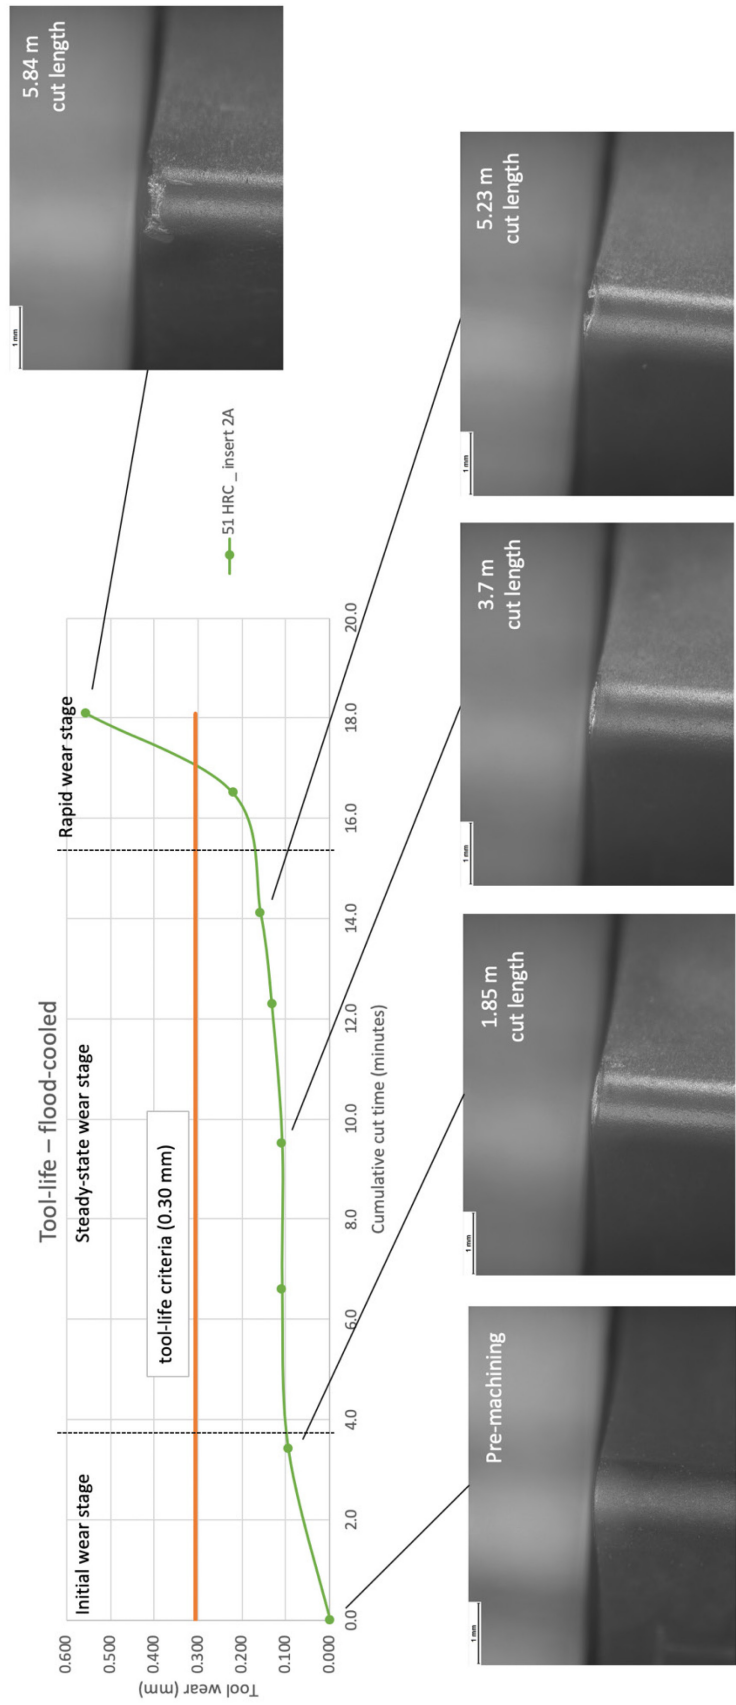 Tool-life – flood-cooled
Initial wear stage
Steady-state wear stage
Rapid wear stage
tool-life criteria (0.30 mm)
0.600
0.500
0.400
0.300
0.200
0.100
0.000
Tool wear (mm)
0.0
2.0
4.0
6.0
8.0
10.0
12.0
14.0
16.0
18.0
20.0
Cumulative cut time (minutes)
51 HRC _ insert 2A
1 mm
5.84 m
cut length
1 mm
Pre-machining
1 mm
1.85 m
cut length
1 mm
3.7 m
cut length
1 mm
5.23 m
cut length